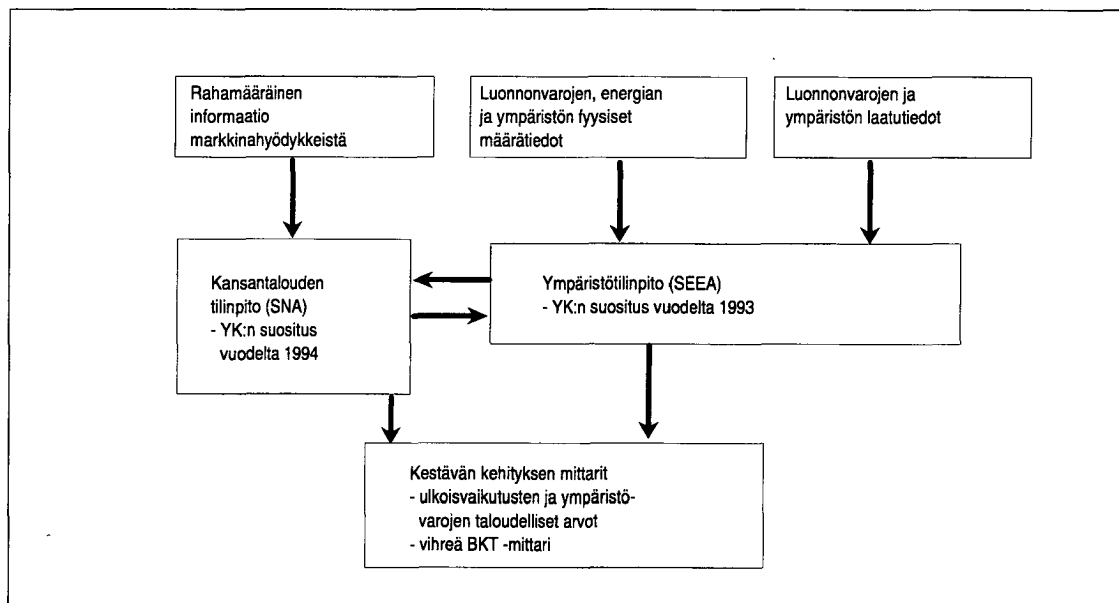 Rahamääräinen
informaatio
markkinahyödykkeistä
Luonnonvarojen, energian
ja ympäristön fyysiset
määrätiedot
Luonnonvarojen ja
ympäristön laatutiedot
Kansantalouden
tilinpito (SNA)
- YK:n suositus
vuodelta 1994
Ympäristötilinpito (SEEA)
- YK:n suositus vuodelta 1993
Kestävän kehityksen mittarit
- ulkoisvaikutusten ja ympäristö-
varojen taloudelliset arvot
- vihreä BKT -mittari